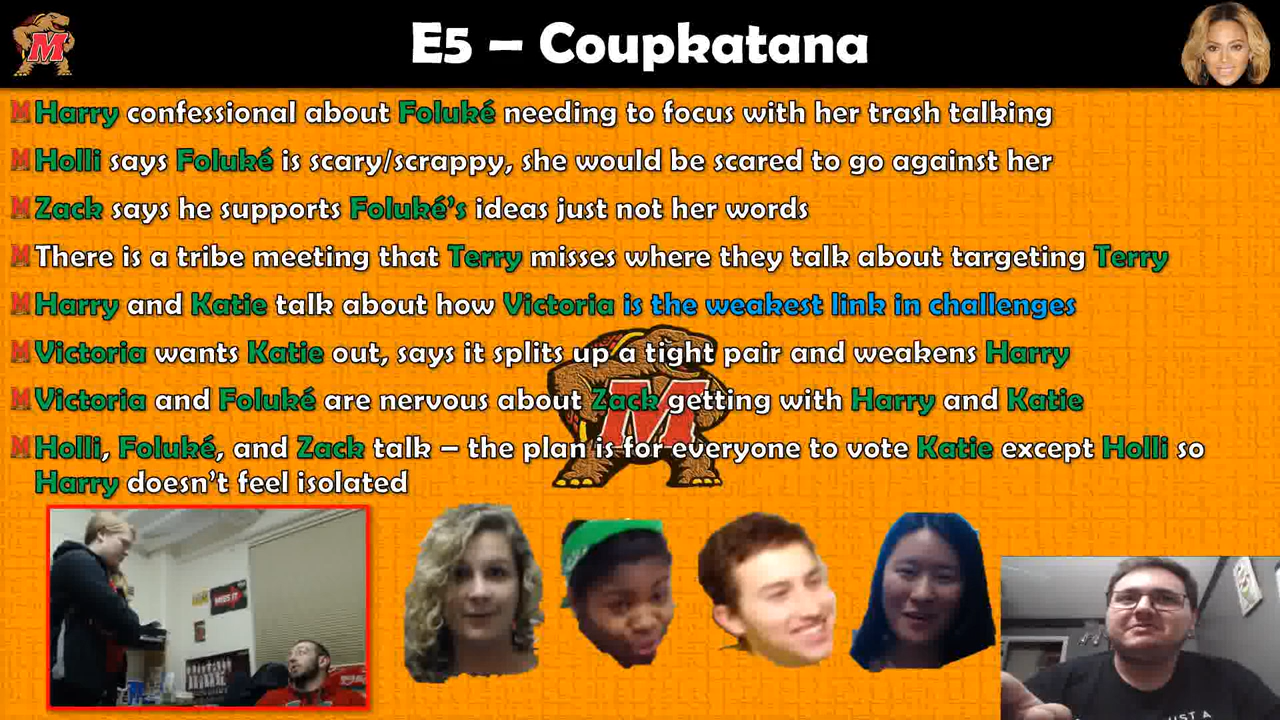 E5 – Coupkatana
Harry confessional about Foluké needing to focus with her trash talking
Holli says Foluké is scary/scrappy, she would be scared to go against her
Zack says he supports Foluké's ideas just not her words
There is a tribe meeting that Terry misses where they talk about targeting Terry
Harry and Katie talk about how Victoria is the weakest link in challenges
Victoria wants Katie out, says it splits up a tight pair and weakens Harry
Victoria and Foluké are nervous about Zack getting with Harry and Katie
Holli, Foluké, and Zack talk – the plan is for everyone to vote Katie except Holli so
Harry doesn't feel isolated
M
M